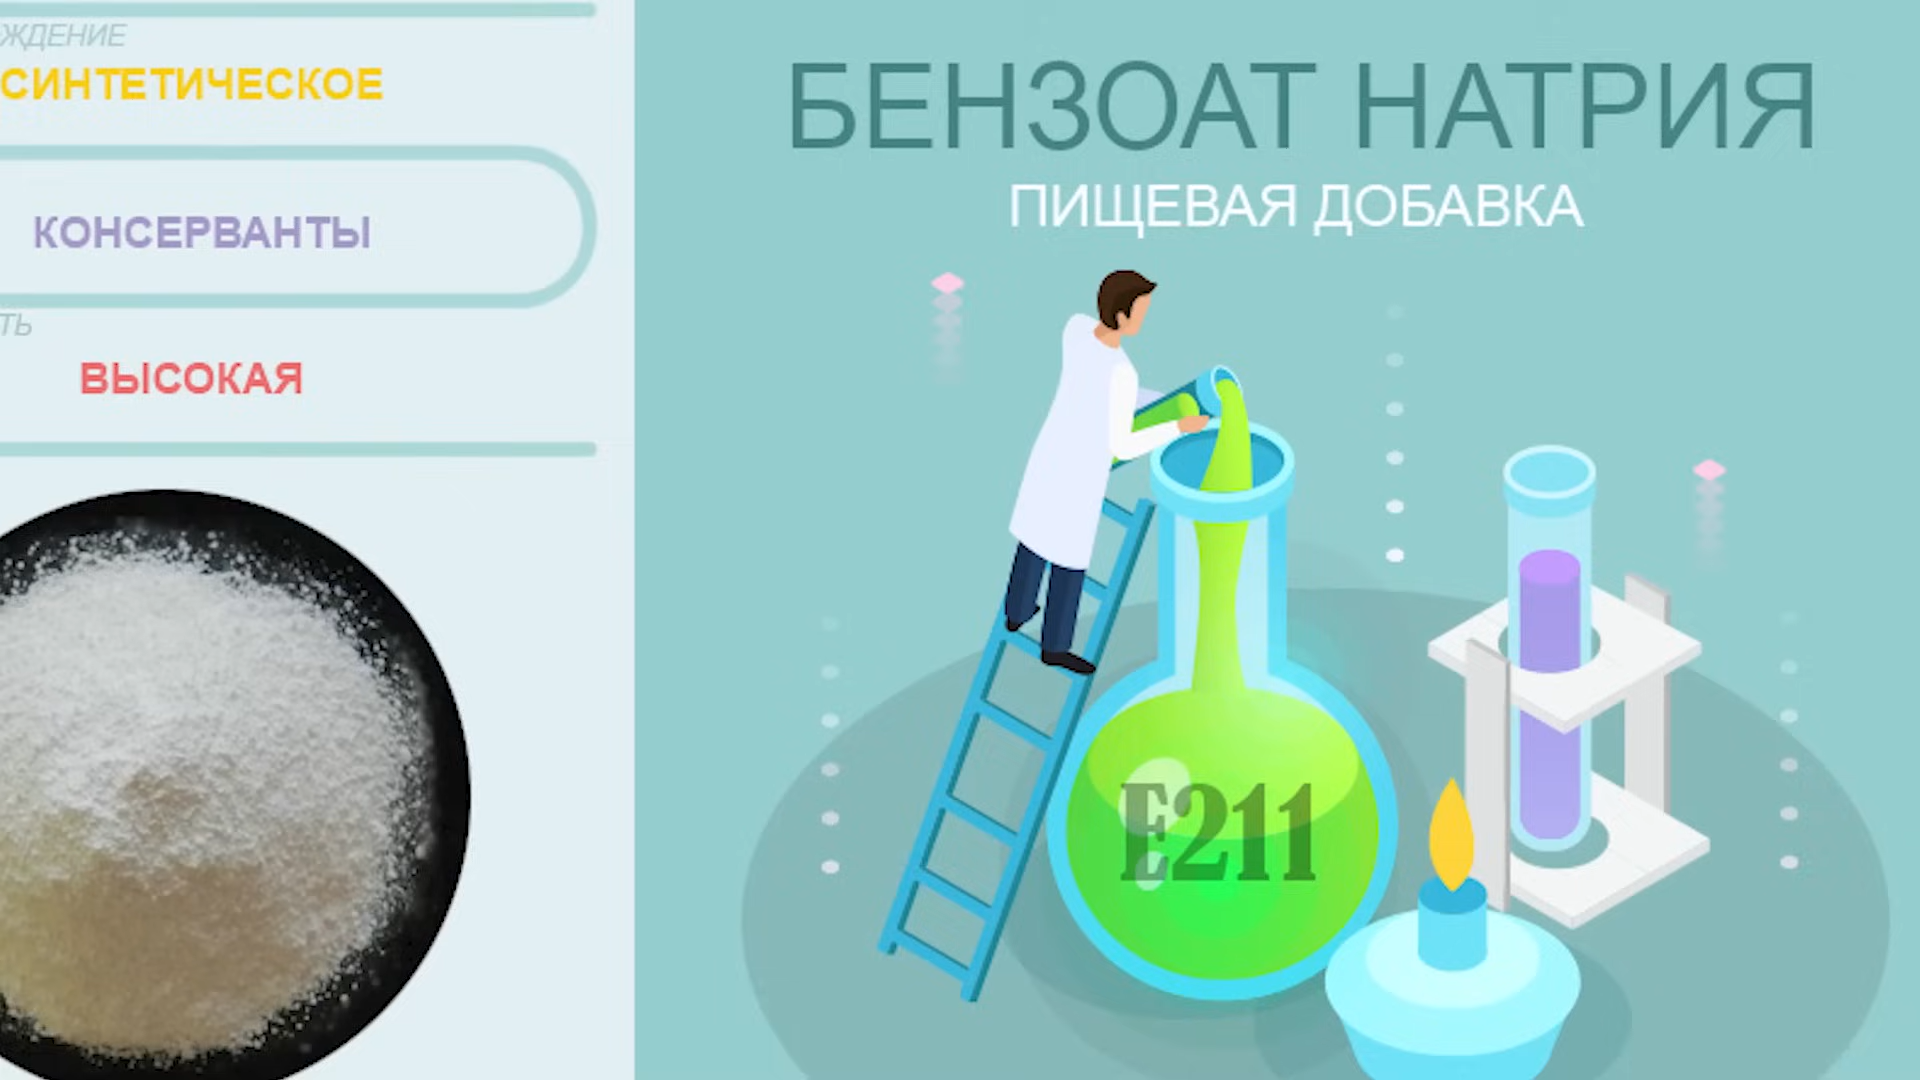 ЖДЕНИЕ
СИНТЕТИЧЕСКОЕ
КОНСЕРВАНТЫ
ТЬ
ВЫСОКАЯ
БЕНЗОАТ НАТРИЯ
ПИЩЕВАЯ ДОБАВКА
E211